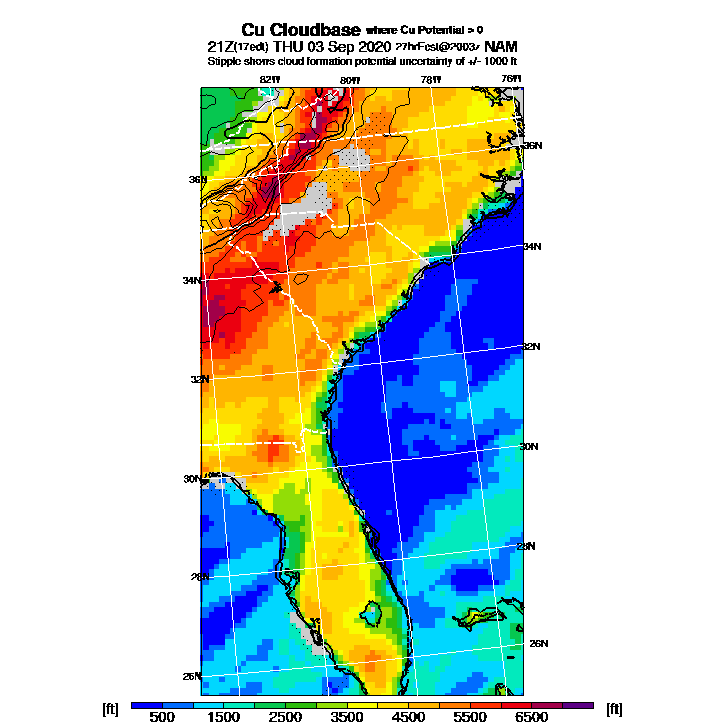 Cu Cloudbase where Cu Potential > 0
21Z(17edt) THU 03 Sep 2020 27hrFcst@2003z NAM
Stipple shows cloud formation potential uncertainty of +/- 1000 ft
82W 80W 78W 76W
36N
36N
34N
34N
32N
32N
30N
30N
28N
28N
26N
26N
[ft] 500 1500 2500 3500 4500 5500 6500 [ft]